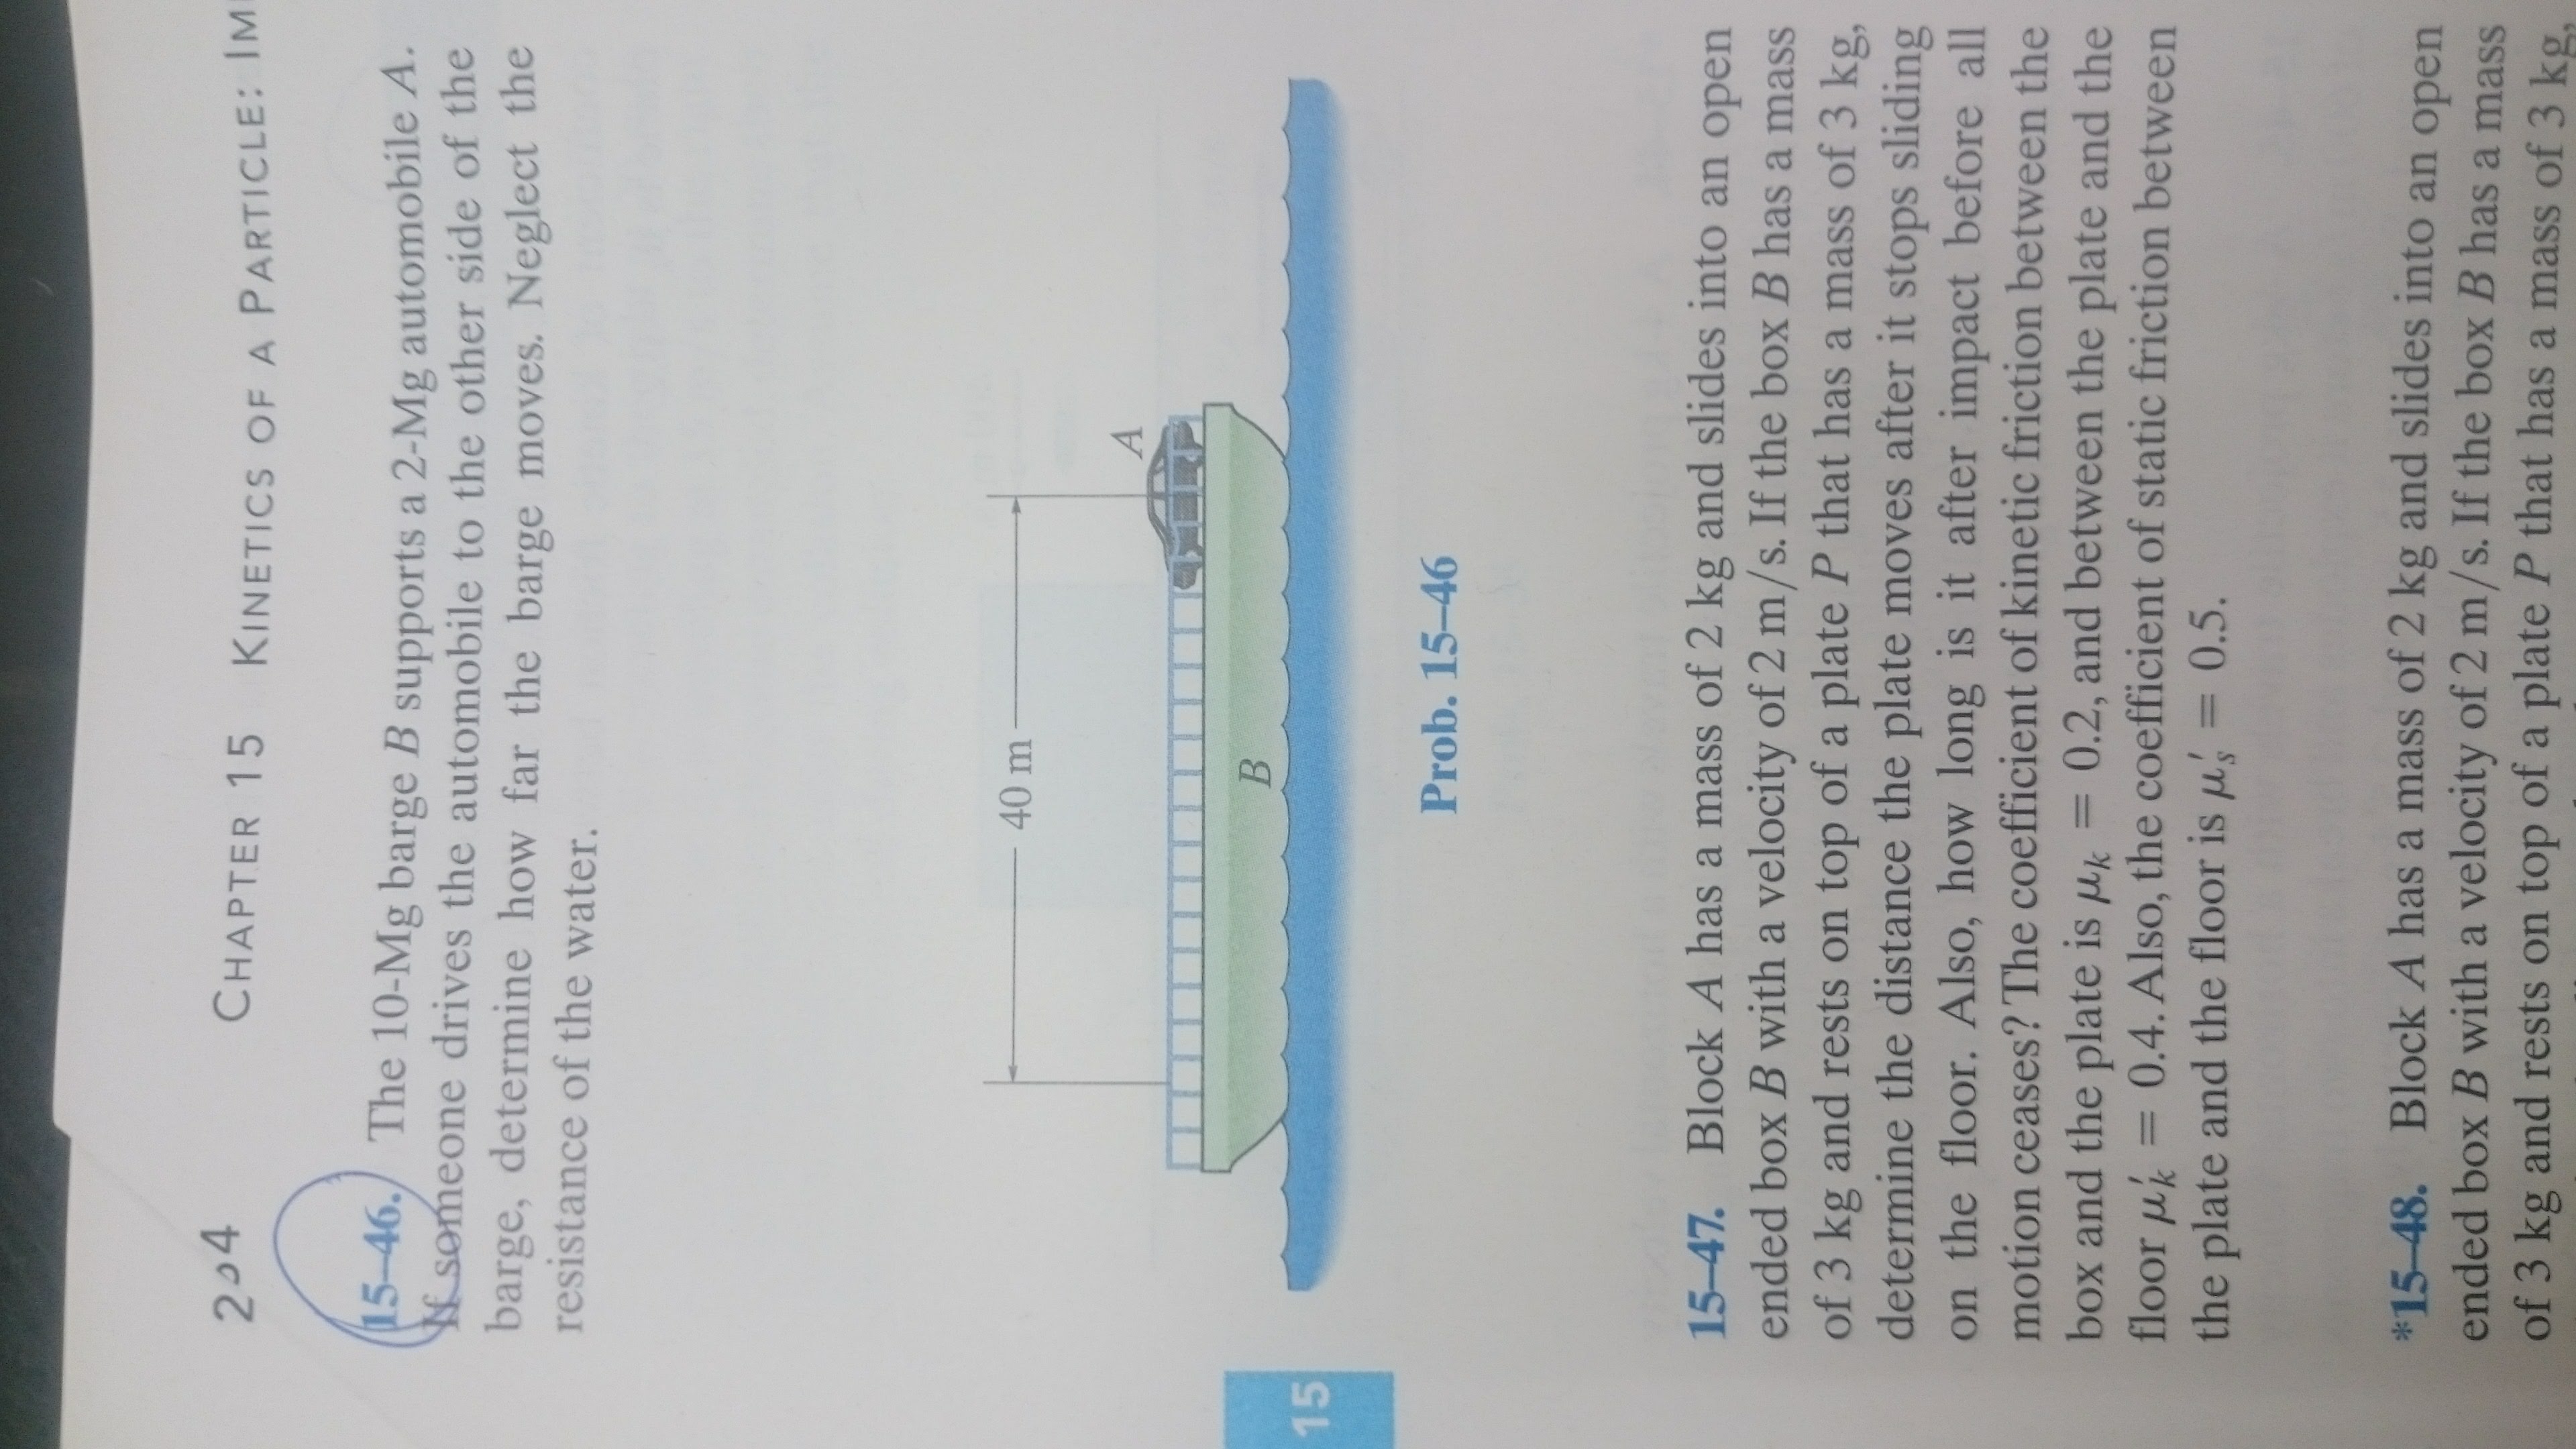 204 CHAPTER 15 KINETICS OF A PARTICLE: IM
15–46. The 10-Mg barge B supports a 2-Mg automobile A.
If someone drives the automobile to the other side of the
barge, determine how far the barge moves. Neglect the
resistance of the water.
40 m
A
B
15
Prob. 15–46
15–47. Block A has a mass of 2 kg and slides into an open
ended box B with a velocity of 2 m/s. If the box B has a mass
of 3 kg and rests on top of a plate P that has a mass of 3 kg,
determine the distance the plate moves after it stops sliding
on the floor. Also, how long is it after impact before all
motion ceases? The coefficient of kinetic friction between the
box and the plate is μk = 0.2, and between the plate and the
floor μ′k = 0.4. Also, the coefficient of static friction between
the plate and the floor is μ′s = 0.5.
*15–48. Block A has a mass of 2 kg and slides into an open
ended box B with a velocity of 2 m/s. If the box B has a mass
of 3 kg and rests on top of a plate P that has a mass of 3 kg,